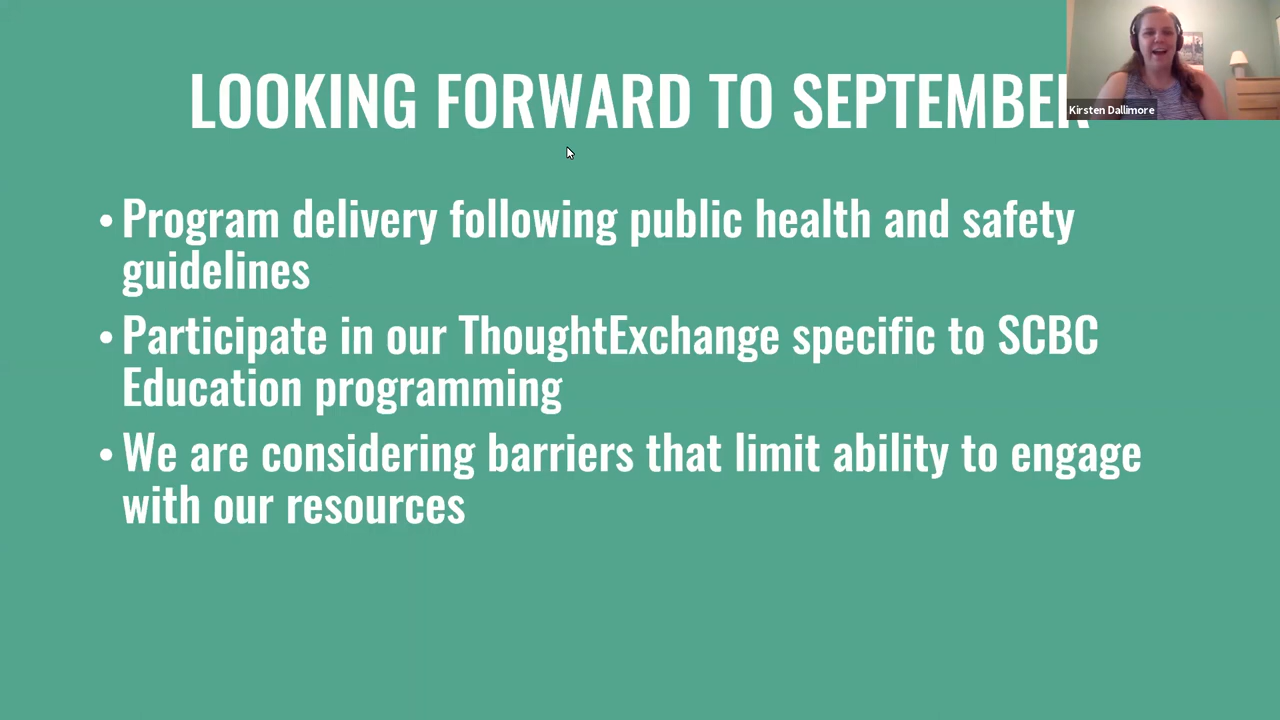 LOOKING FORWARD TO SEPTEMBER
Kirsten Dallimore
• Program delivery following public health and safety
guidelines
• Participate in our ThoughtExchange specific to SCBC
Education programming
• We are considering barriers that limit ability to engage
with our resources